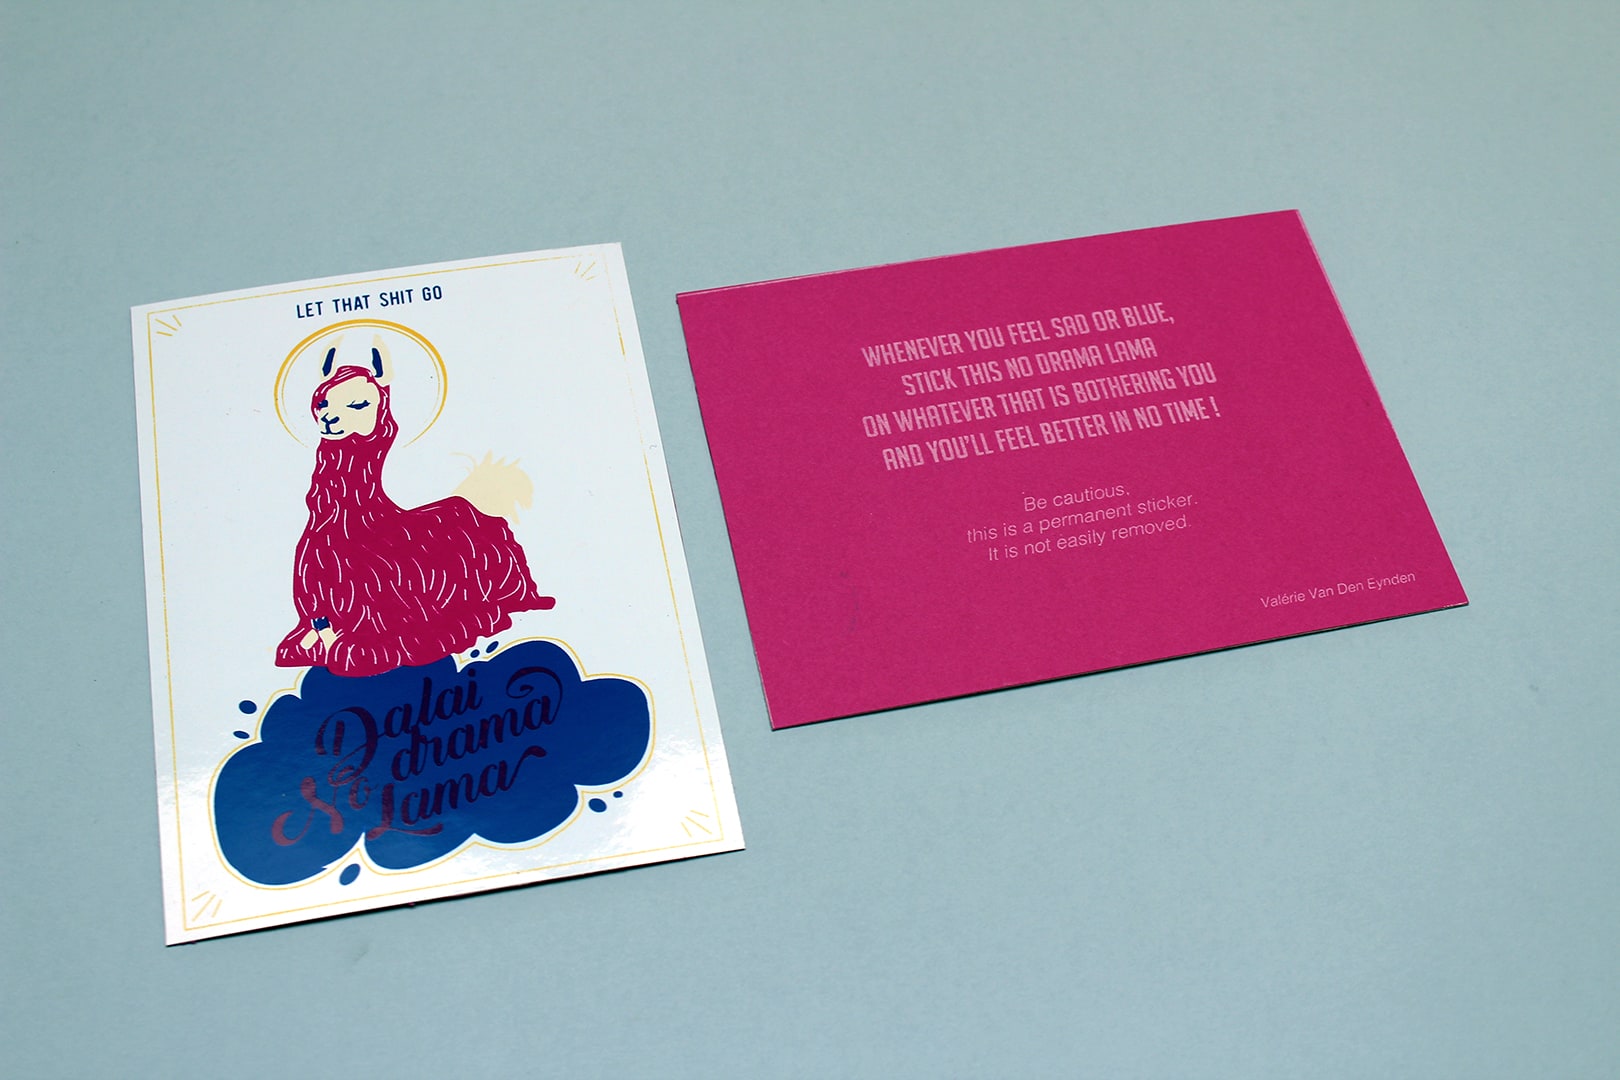 LET THAT SHIT GO
Dalai
drama
No
Lama
WHENEVER YOU FEEL SAD OR BLUE,
STICK THIS NO DRAMA LAMA
ON WHATEVER THAT IS BOTHERING YOU
AND YOU'LL FEEL BETTER IN NO TIME !
Be cautious,
this is a permanent sticker.
It is not easily removed.
Valérie Van Den Eynden